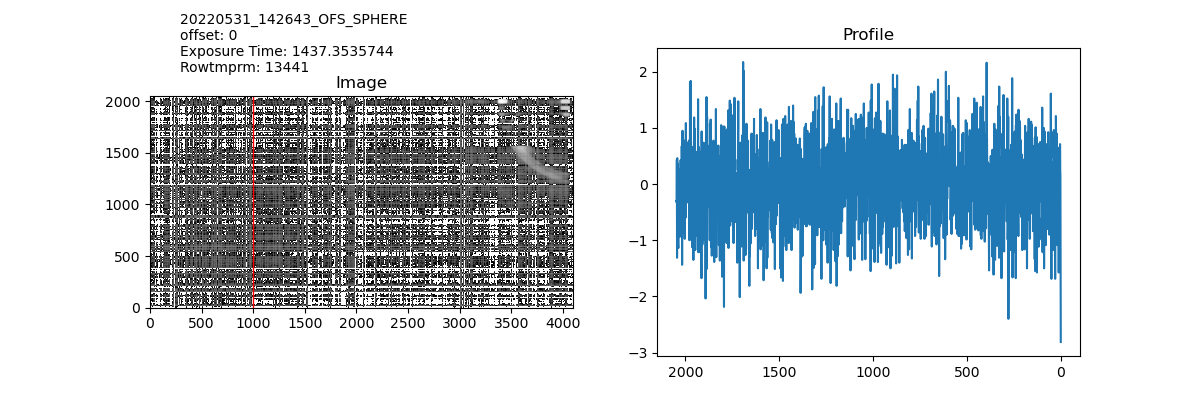 20220531_142643_OFS_SPHERE
offset: 0
Exposure Time: 1437.3535744
Rowtmprm: 13441
Image
2000
1500
1000
500
0
0 500 1000 1500 2000 2500 3000 3500 4000
Profile
2
1
0
−1
−2
−3
2000 1500 1000 500 0